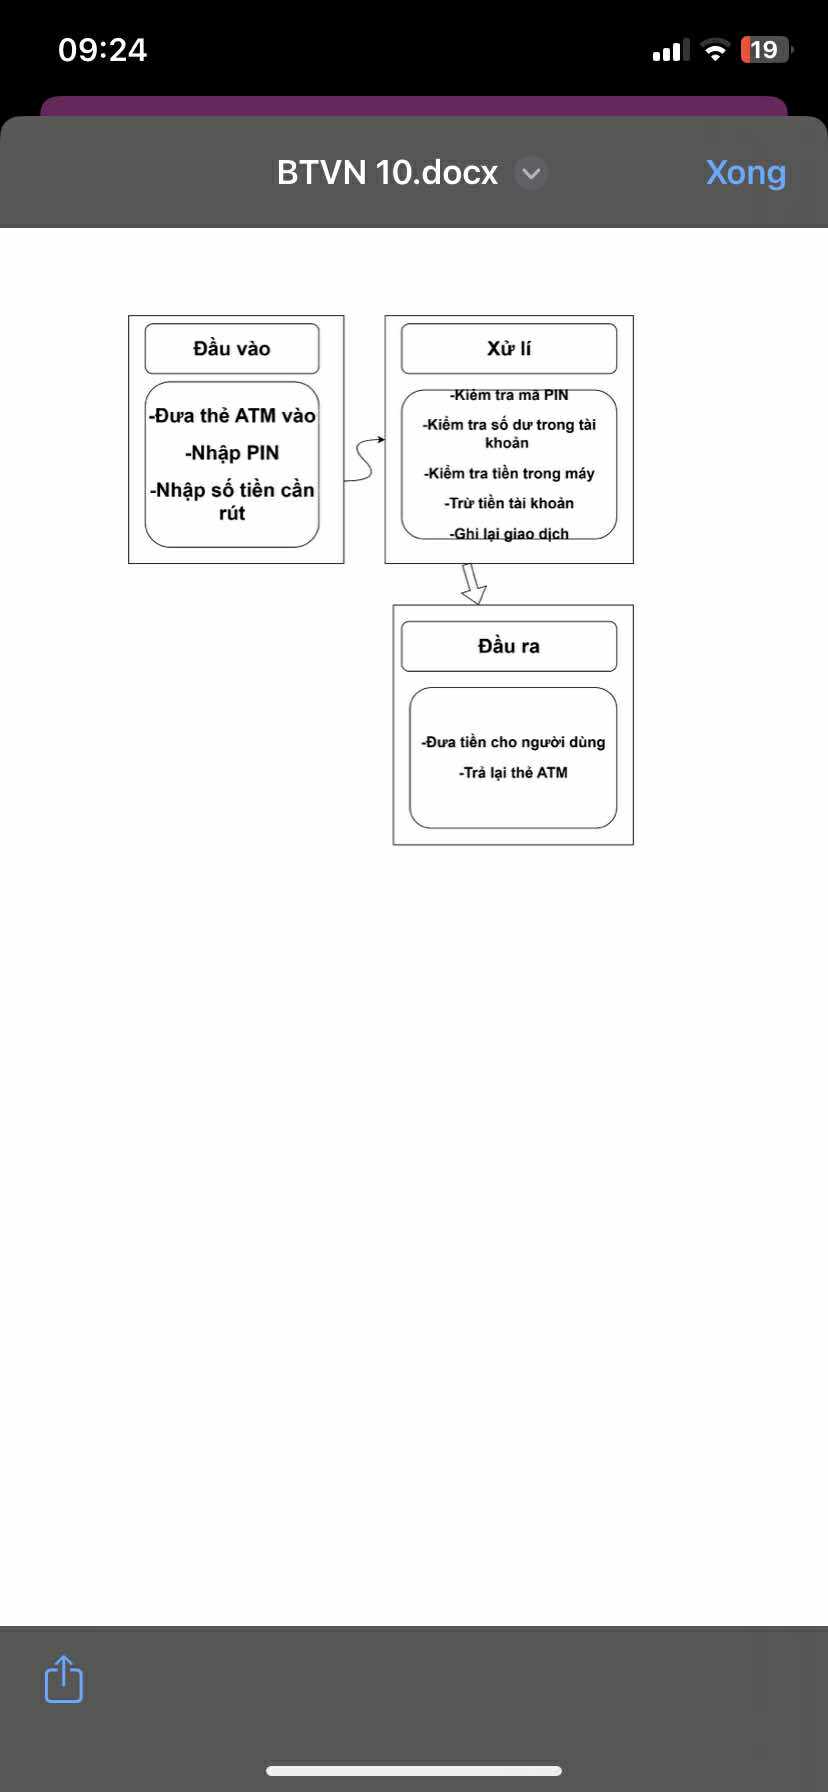 09:24
19
BTVN 10.docx
Xong
Đầu vào
-Đưa thẻ ATM vào
-Nhập PIN
-Nhập số tiền cần
rút
Xử lí
-Kiểm tra mã PIN
-Kiểm tra số dư trong tài
khoản
-Kiểm tra tiền trong máy
-Trừ tiền tài khoản
-Ghi lại giao dịch
Đầu ra
-Đưa tiền cho người dùng
-Trả lại thẻ ATM